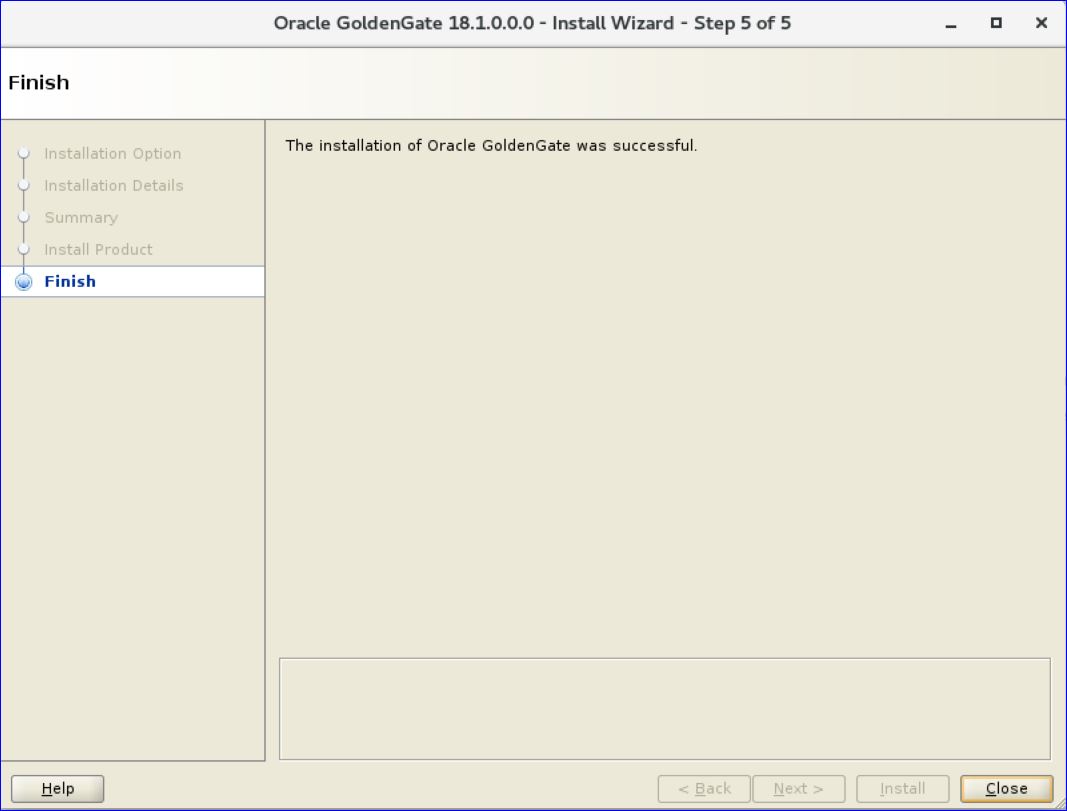 Oracle GoldenGate 18.1.0.0.0 - Install Wizard - Step 5 of 5
Finish
Installation Option
Installation Details
Summary
Install Product
Finish
The installation of Oracle GoldenGate was successful.
Help
< Back
Next >
Install
Close